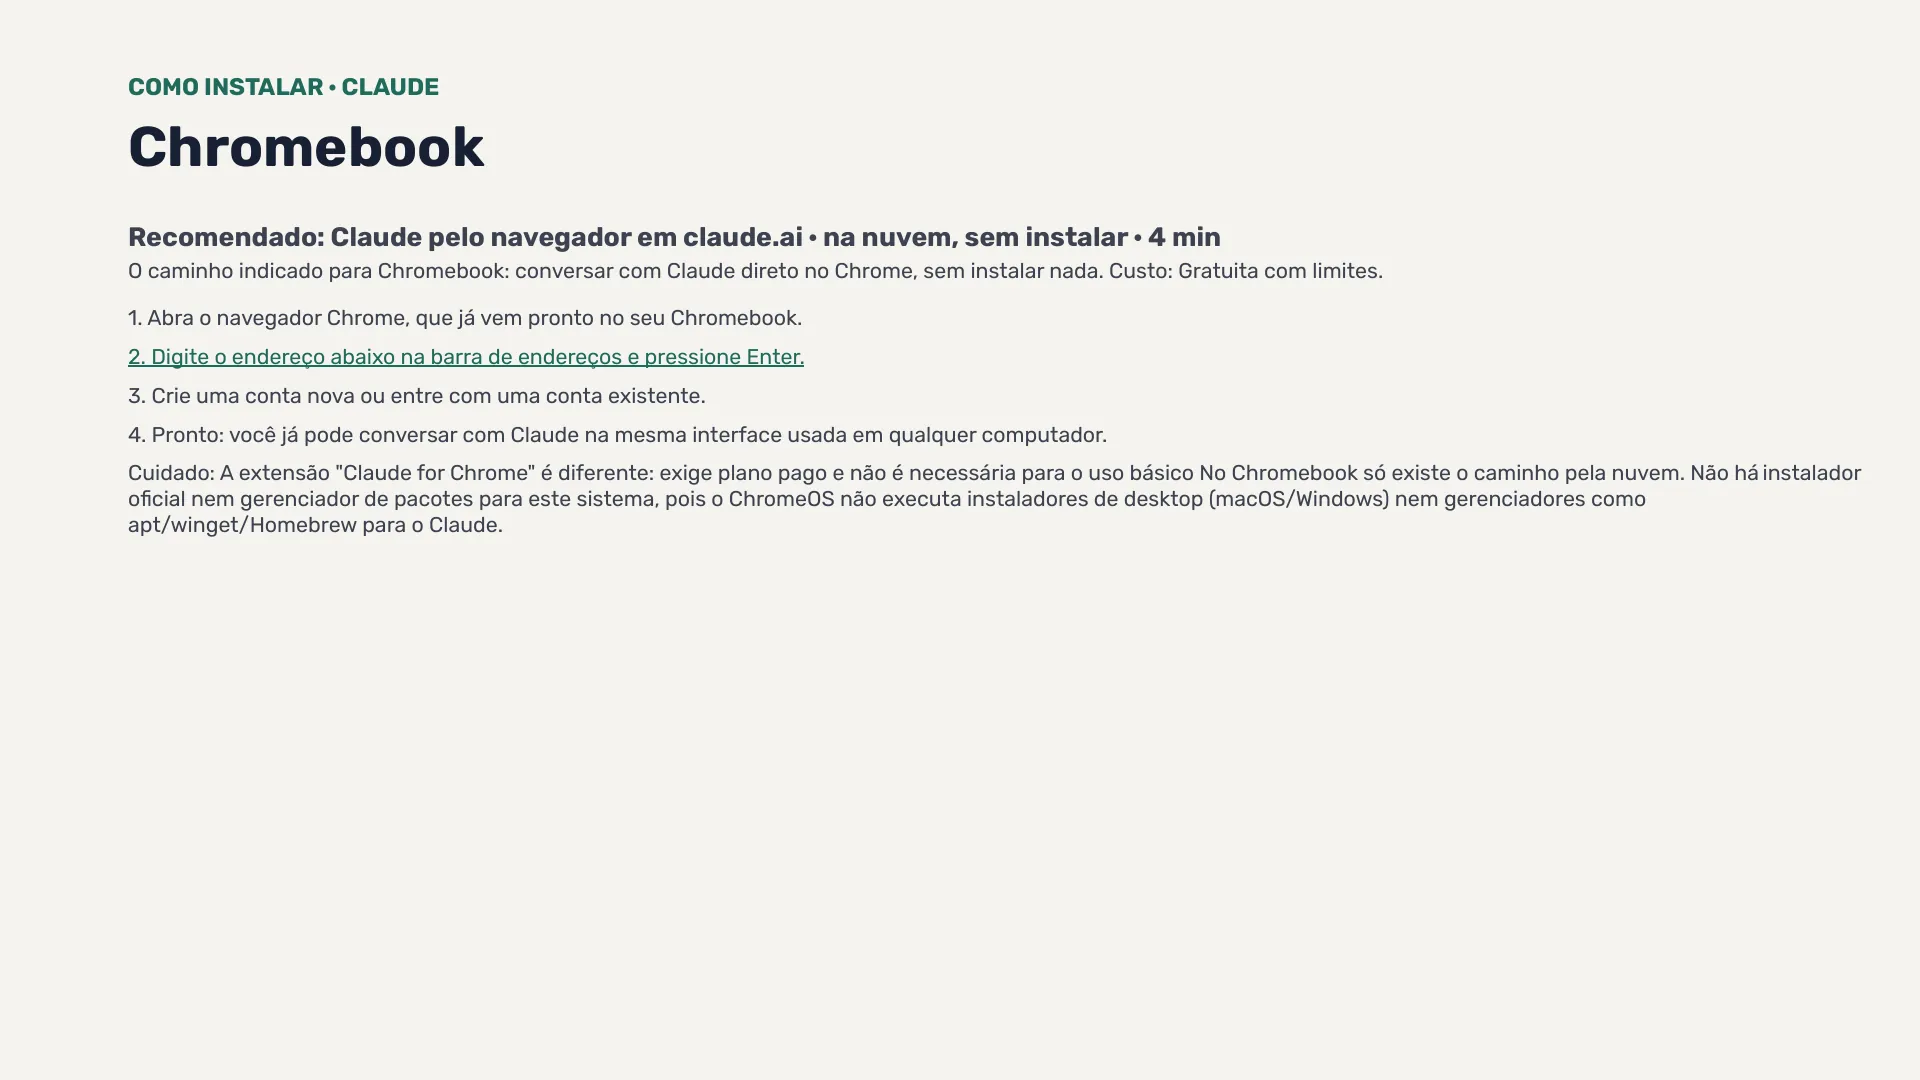 COMO INSTALAR • CLAUDE
Chromebook
Recomendado: Claude pelo navegador em claude.ai • na nuvem, sem instalar • 4 min
O caminho indicado para Chromebook: conversar com Claude direto no Chrome, sem instalar nada. Custo: Gratuita com limites.
1. Abra o navegador Chrome, que já vem pronto no seu Chromebook.
2. Digite o endereço abaixo na barra de endereços e pressione Enter.
3. Crie uma conta nova ou entre com uma conta existente.
4. Pronto: você já pode conversar com Claude na mesma interface usada em qualquer computador.
Cuidado: A extensão "Claude for Chrome" é diferente: exige plano pago e não é necessária para o uso básico No Chromebook só existe o caminho pela nuvem. Não há instalador
oficial nem gerenciador de pacotes para este sistema, pois o ChromeOS não executa instaladores de desktop (macOS/Windows) nem gerenciadores como
apt/winget/Homebrew para o Claude.